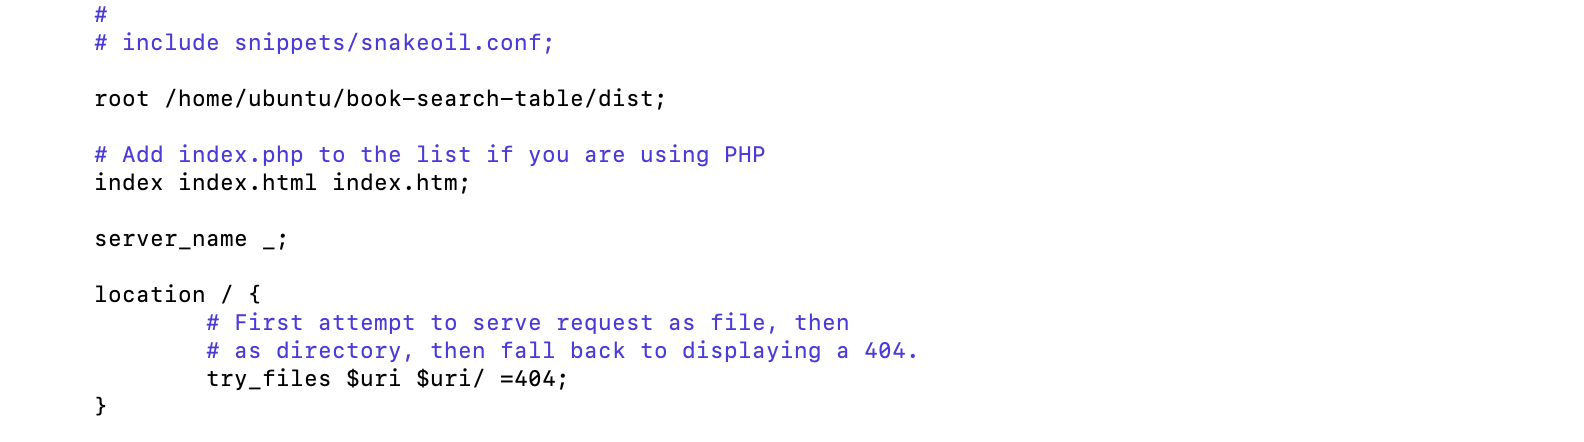 #
# include snippets/snakeoil.conf;
root /home/ubuntu/book-search-table/dist;
# Add index.php to the list if you are using PHP
index index.html index.htm;
server_name _;
location / {
# First attempt to serve request as file, then
# as directory, then fall back to displaying a 404.
try_files $uri $uri/ =404;
}